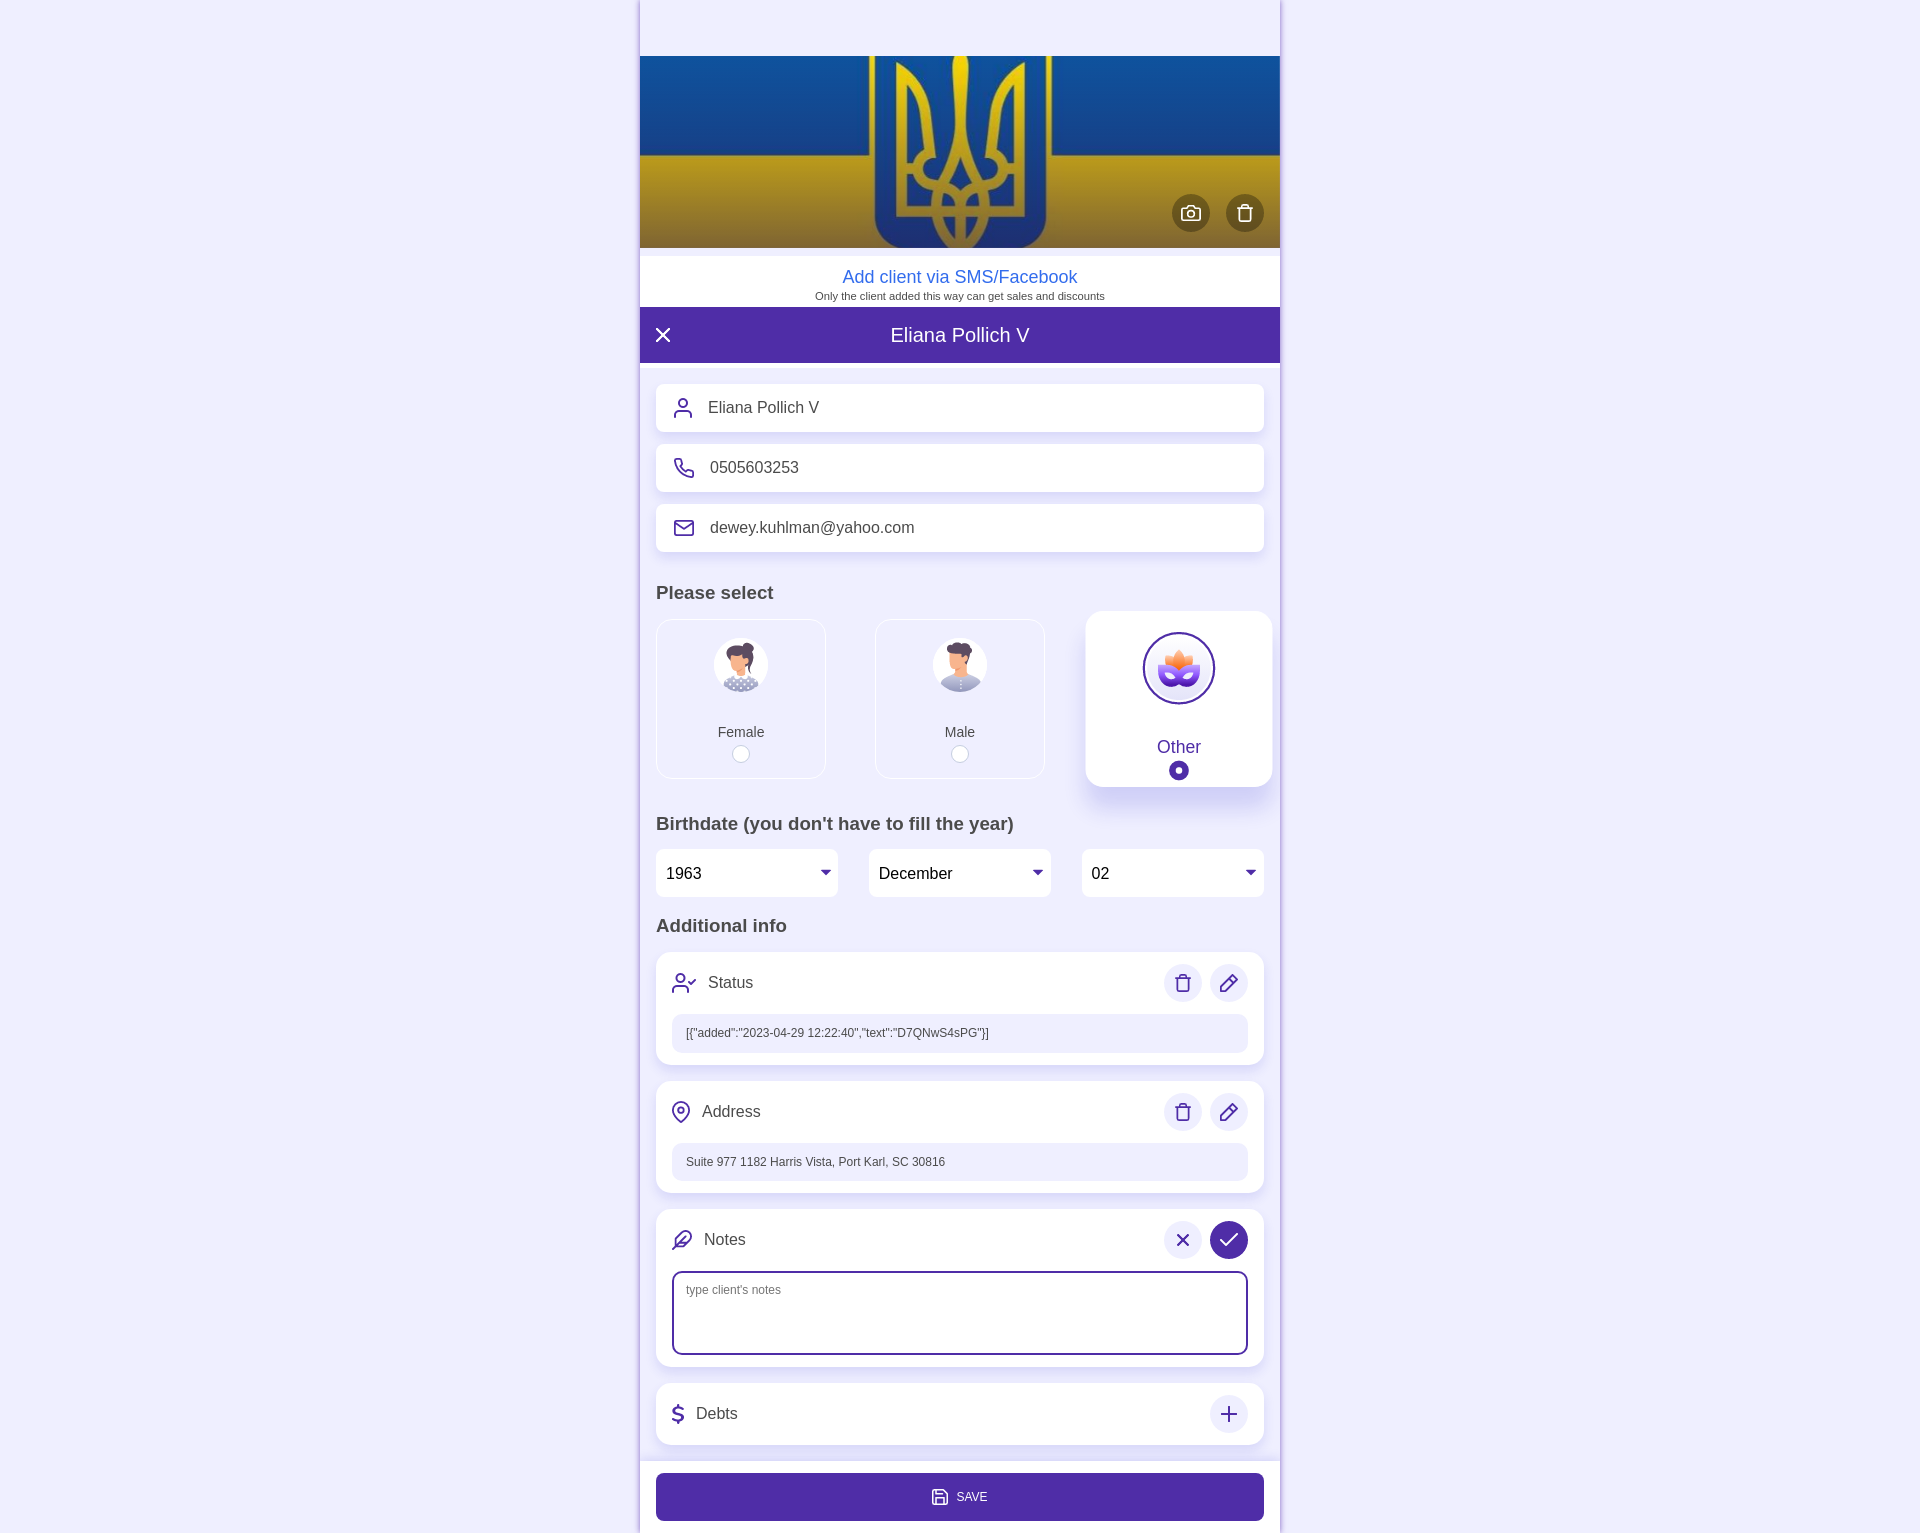 Add client via SMS/Facebook
Only the client added this way can get sales and discounts
Eliana Pollich V
Eliana Pollich V
0505603253
dewey.kuhlman@yahoo.com
Please select
Female
Male
Other
Birthdate (you don't have to fill the year)
1963
December
02
Additional info
Status
[{"added":"2023-04-29 12:22:40","text":"D7QNwS4sPG"}]
Address
Suite 977 1182 Harris Vista, Port Karl, SC 30816
Notes
type client's notes
Debts
SAVE